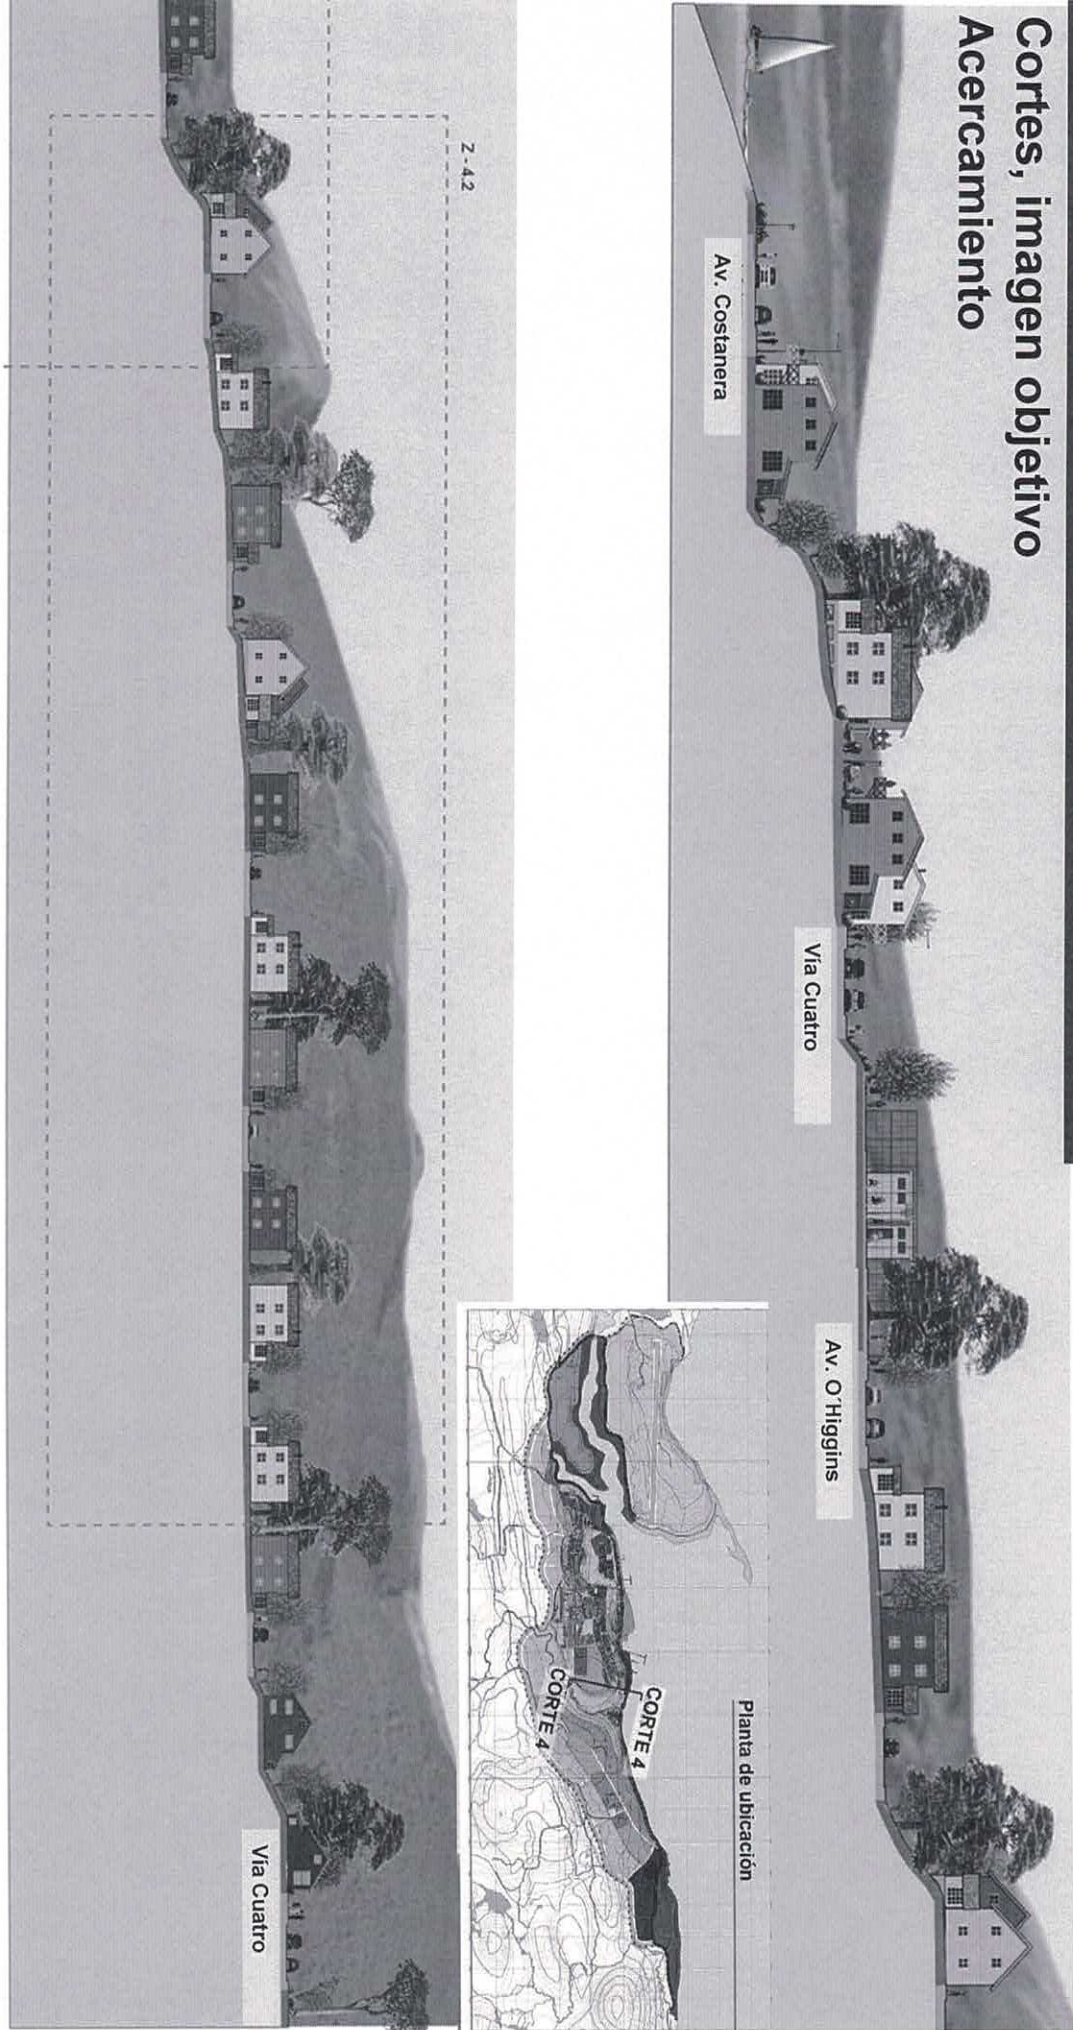 Cortes, imagen objetivo
Acercamiento
Av. Costanera
Vía Cuatro
Av. O´Higgins
Planta de ubicación
CORTE 4
CORTE 4
Z - 4.2
Vía Cuatro